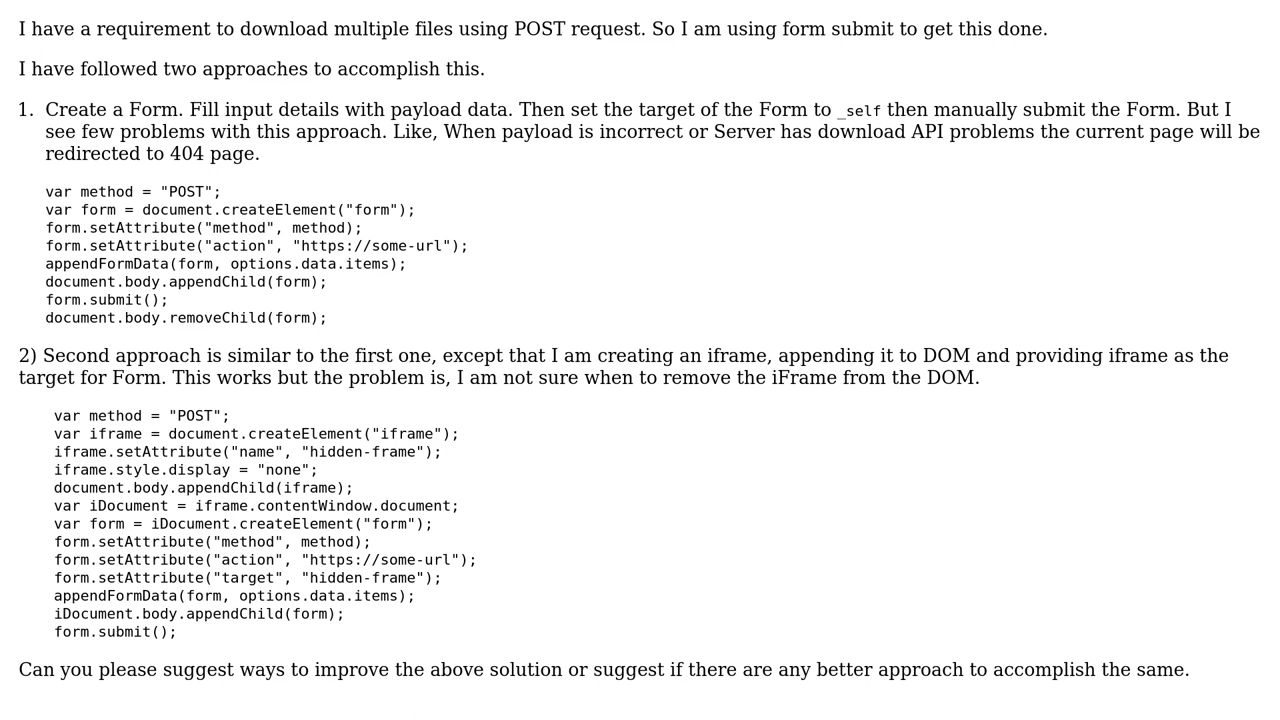 I have a requirement to download multiple files using POST request. So I am using form submit to get this done.
I have followed two approaches to accomplish this.
1. Create a Form. Fill input details with payload data. Then set the target of the Form to _self then manually submit the Form. But I
see few problems with this approach. Like, When payload is incorrect or Server has download API problems the current page will be
redirected to 404 page.
var method = "POST";
var form = document.createElement("form");
form.setAttribute("method", method);
form.setAttribute("action", "https://some-url");
appendFormData(form, options.data.items);
document.body.appendChild(form);
form.submit();
document.body.removeChild(form);
2) Second approach is similar to the first one, except that I am creating an iframe, appending it to DOM and providing iframe as the
target for Form. This works but the problem is, I am not sure when to remove the iFrame from the DOM.
var method = "POST";
var iframe = document.createElement("iframe");
iframe.setAttribute("name", "hidden-frame");
iframe.style.display = "none";
document.body.appendChild(iframe);
var iDocument = iframe.contentWindow.document;
var form = iDocument.createElement("form");
form.setAttribute("method", method);
form.setAttribute("action", "https://some-url");
form.setAttribute("target", "hidden-frame");
appendFormData(form, options.data.items);
iDocument.body.appendChild(form);
form.submit();
Can you please suggest ways to improve the above solution or suggest if there are any better approach to accomplish the same.